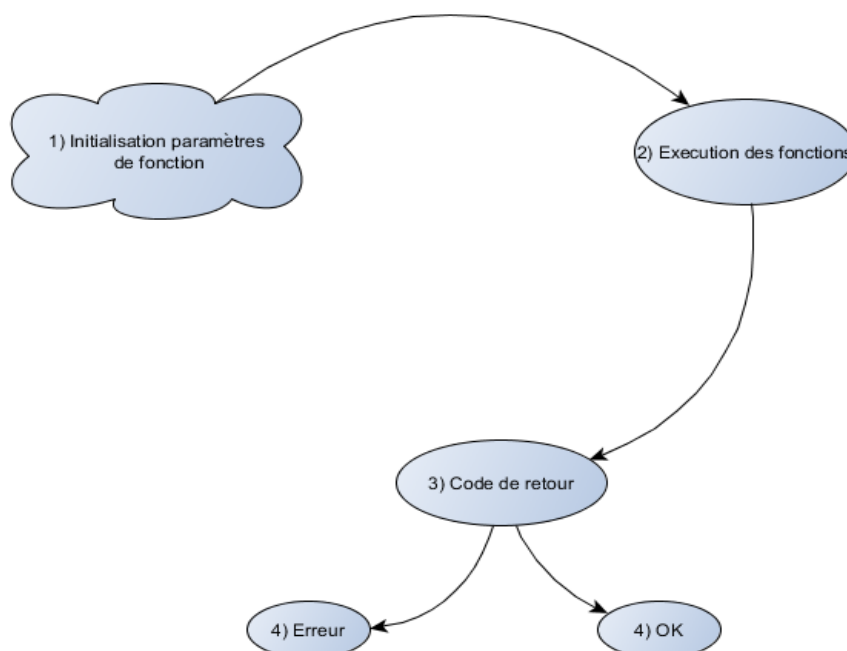 1) Initialisation paramètres
de fonction
2) Execution des fonctions
3) Code de retour
4) Erreur
4) OK